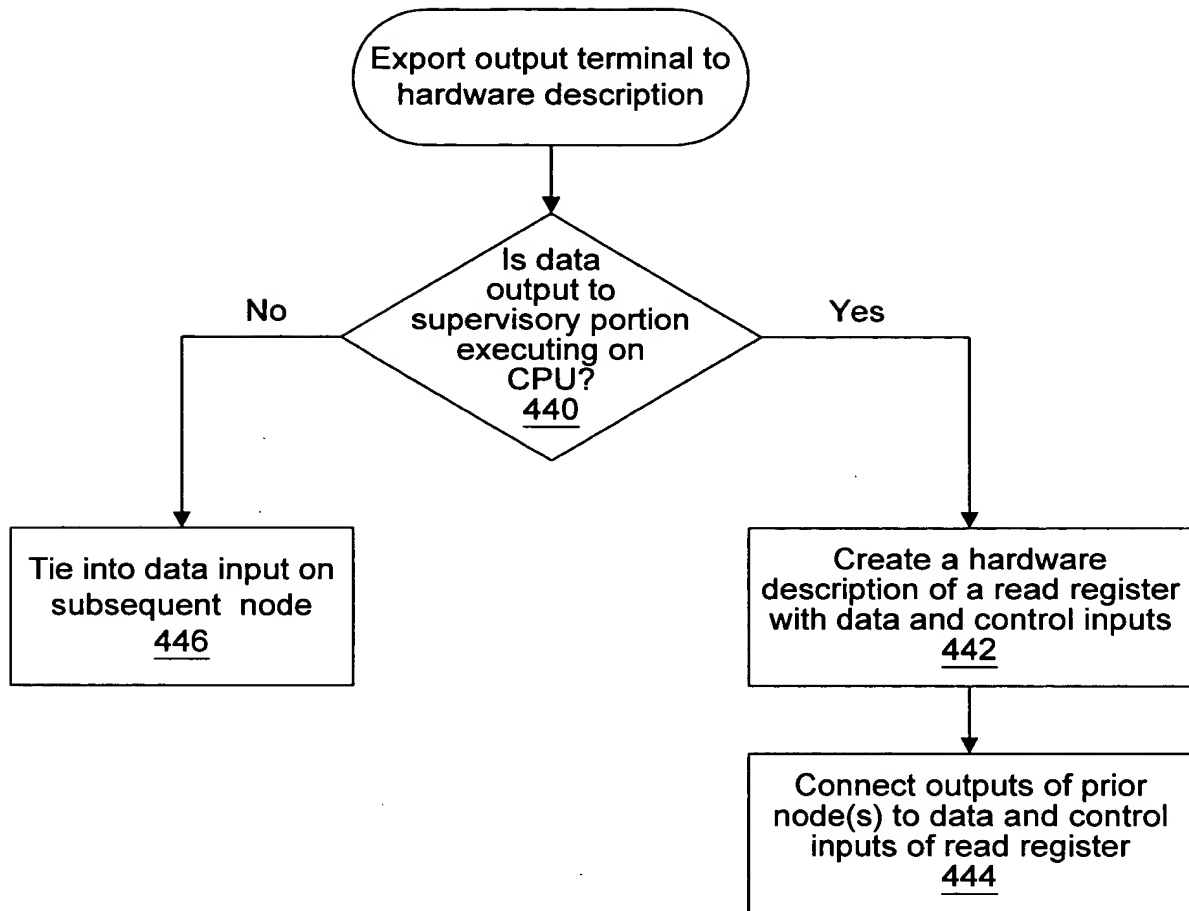 Export output terminal to
hardware description
Is data
output to
supervisory portion
executing on
CPU?
440
No
Yes
Tie into data input on
subsequent node
446
Create a hardware
description of a read register
with data and control inputs
442
Connect outputs of prior
node(s) to data and control
inputs of read register
444